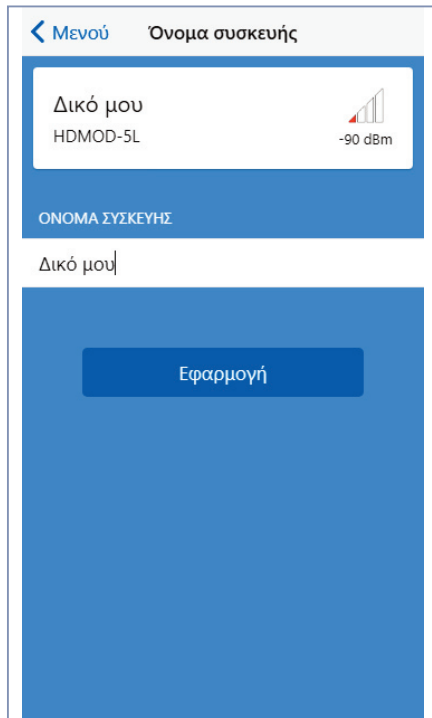 Μενού Όνομα συσκευής
Δικό μου
HDMOD-5L
-90 dBm
ΟΝΟΜΑ ΣΥΣΚΕΥΗΣ
Δικό μου
Εφαρμογή